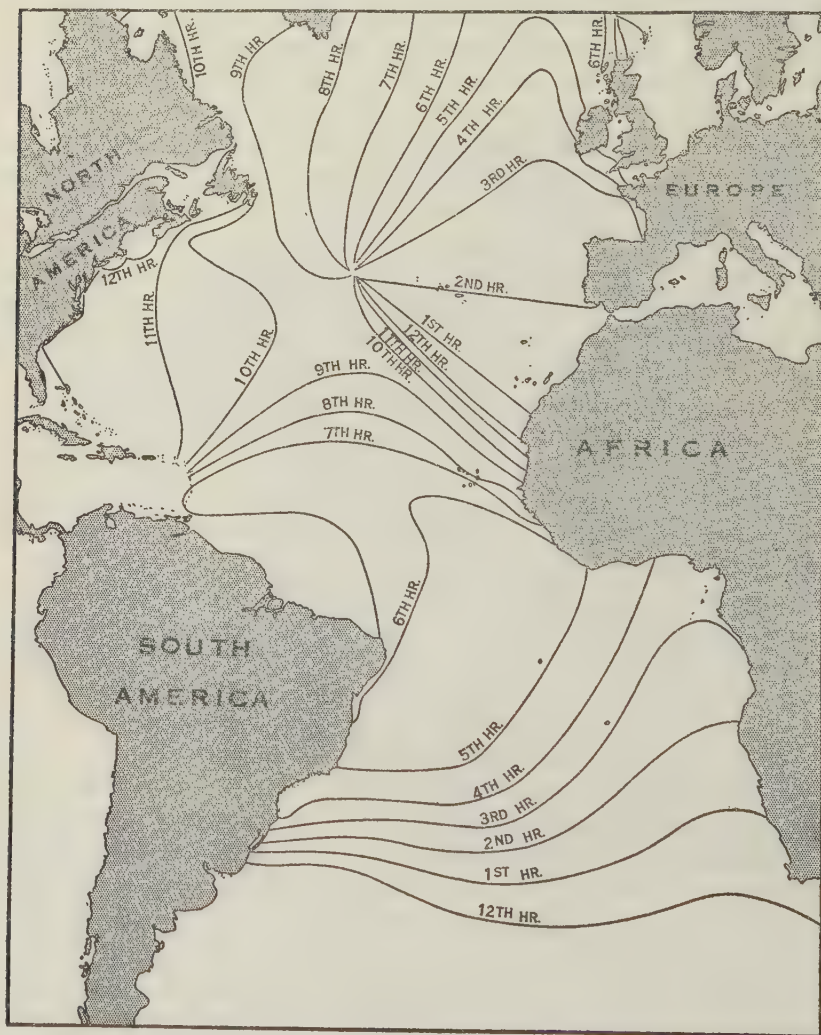 10TH HR.
9TH HR
8TH HR.
7TH HR.
6TH HR.
5TH HR.
4TH HR.
3RD HR.
6TH HR.
NORTH
AMERICA
EUROPE
12TH HR.
11TH HR.
10TH HR.
2ND HR.
1ST HR.
12TH HR.
11TH HR.
10TH HR.
9TH HR.
8TH HR.
7TH HR.
AFRICA
6TH HR.
SOUTH
AMERICA
5TH HR.
4TH HR.
3RD HR.
2ND HR.
1ST HR.
12TH HR.